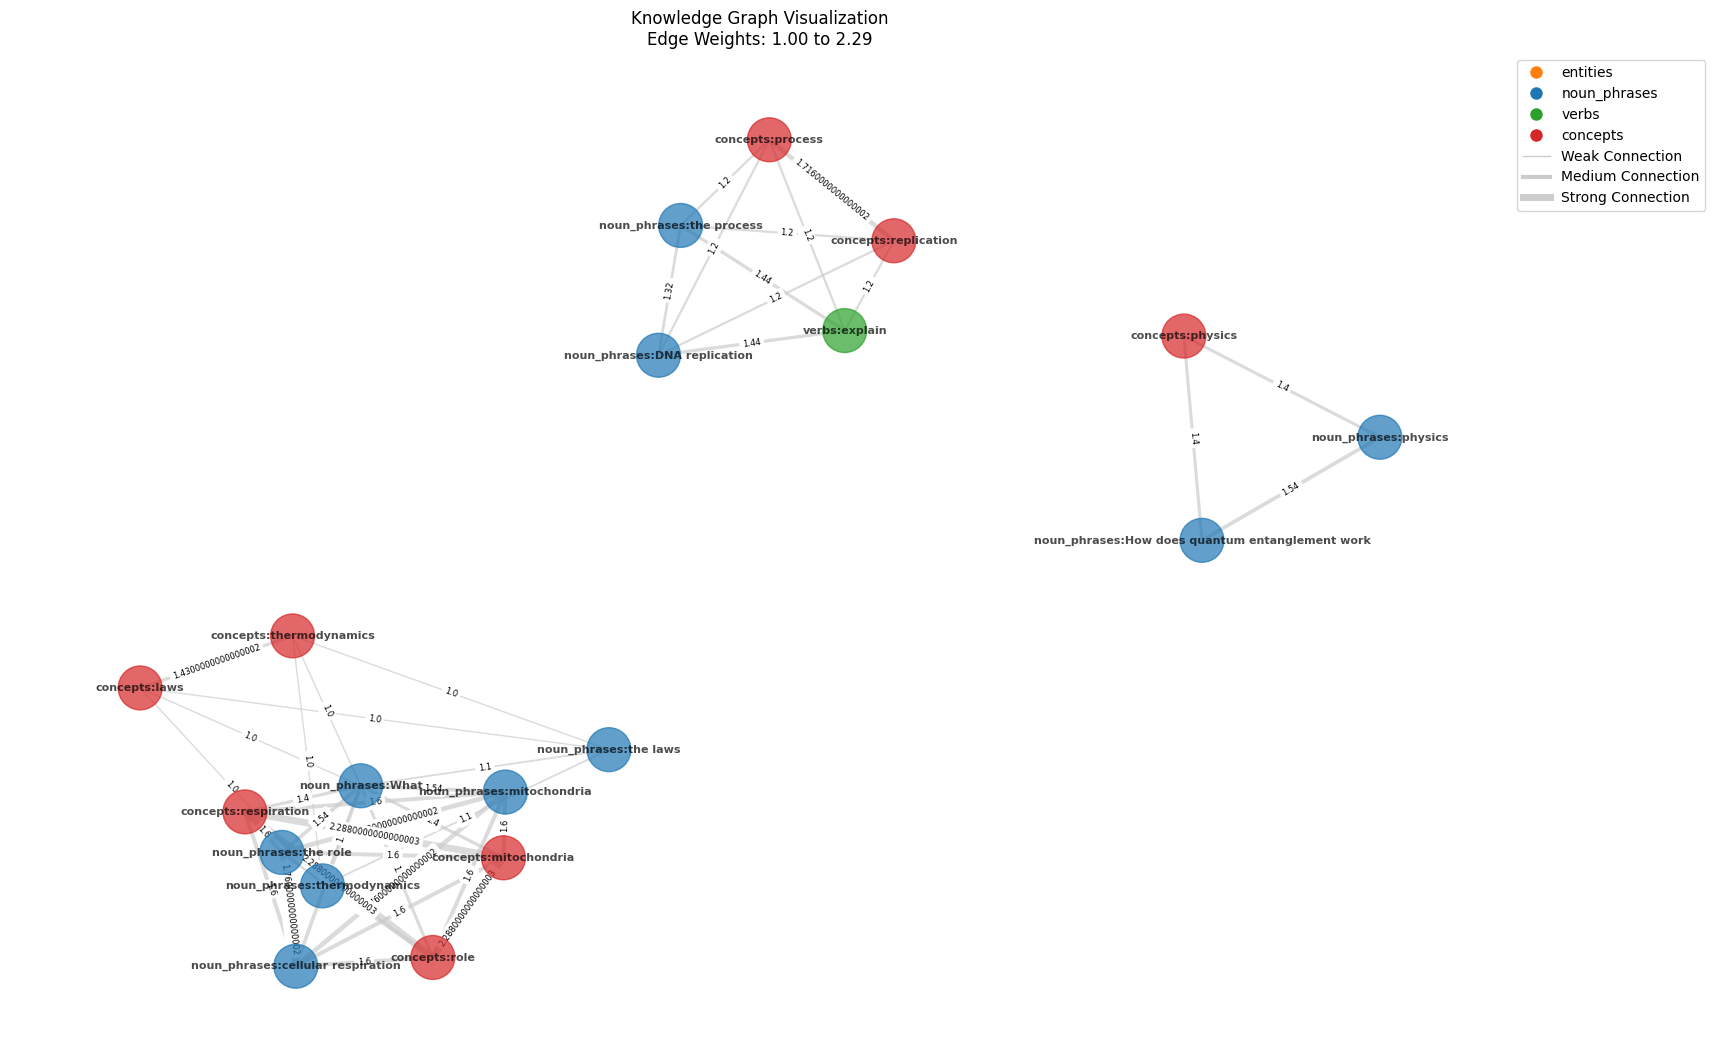 Knowledge Graph Visualization
Edge Weights: 1.00 to 2.29
entities
noun_phrases
verbs
concepts
Weak Connection
Medium Connection
Strong Connection
concepts:process
1.7160000000000002
1.2
noun_phrases:the process
1.2
1.2
concepts:replication
1.2
1.44
1.2
1.32
1.2
verbs:explain
1.44
noun_phrases:DNA replication
concepts:physics
1.4
1.4
noun_phrases:physics
1.54
noun_phrases:How does quantum entanglement work
concepts:thermodynamics
1.4300000000000002
concepts:laws
1.0
1.0
1.0
1.0
noun_phrases:the laws
1.0
1.1
noun_phrases:What
1.54
noun_phrases:mitochondria
1.0
1.4
1.6
concepts:respiration
1.54
1.1
1.6
1.6
2.2880000000000003
noun_phrases:the role
1.6
concepts:mitochondria
1.6
noun_phrases:thermodynamics
1.6
2.2880000000000003
1.6
noun_phrases:cellular respiration
1.6
concepts:role